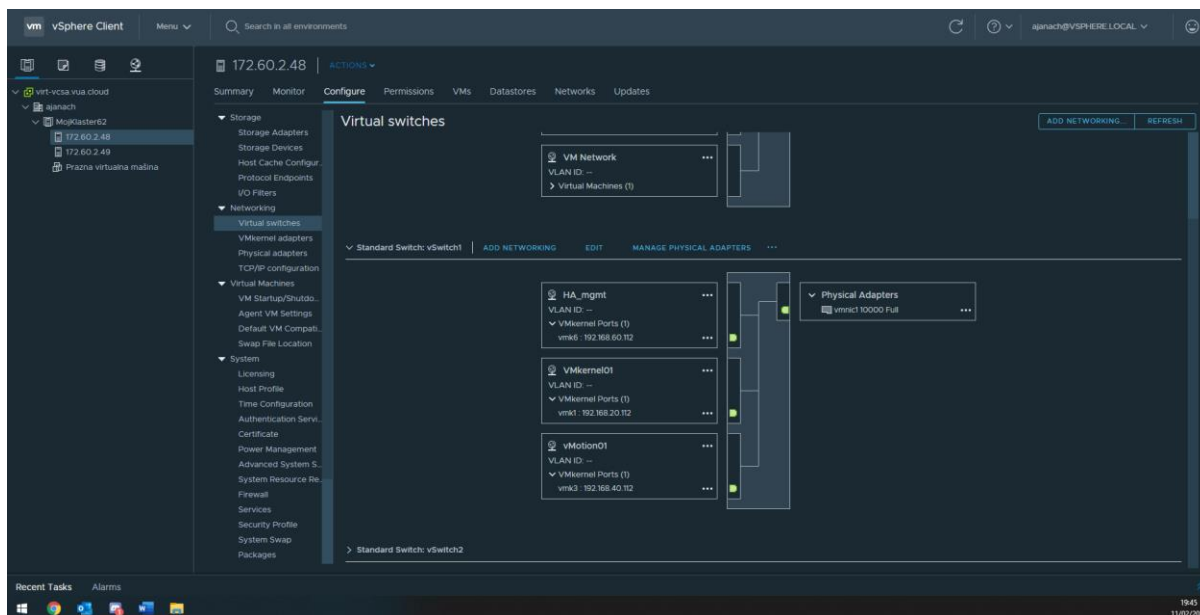 vm vSphere Client Menu Search in all environments ajanach@VSPHERE.LOCAL
virt-vcsa.vua.cloud
ajanach
MojKlaster62
172.60.2.48
172.60.2.49
Prazna virtualna mašina
172.60.2.48 ACTIONS
Summary Monitor Configure Permissions VMs Datastores Networks Updates
Storage
Storage Adapters
Storage Devices
Host Cache Configur..
Protocol Endpoints
I/O Filters
Networking
Virtual switches
VMkernel adapters
Physical adapters
TCP/IP configuration
Virtual Machines
VM Startup/Shutdo...
Agent VM Settings
Default VM Compati...
Swap File Location
System
Licensing
Host Profile
Time Configuration
Authentication Servi...
Certificate
Power Management
Advanced System S...
System Resource Re...
Firewall
Services
Security Profile
System Swap
Packages
Virtual switches
ADD NETWORKING... REFRESH
VM Network ...
VLAN ID: --
Virtual Machines (1)
Standard Switch: vSwitch1 ADD NETWORKING EDIT MANAGE PHYSICAL ADAPTERS ...
HA_mgmt ...
VLAN ID: --
VMkernel Ports (1)
vmk6 : 192.168.60.112 ...
VMkernel01 ...
VLAN ID: --
VMkernel Ports (1)
vmk1 : 192.168.20.112 ...
vMotion01 ...
VLAN ID: --
VMkernel Ports (1)
vmk3 : 192.168.40.112 ...
Physical Adapters
vmnic1 10000 Full ...
Standard Switch: vSwitch2
Recent Tasks Alarms
19:45